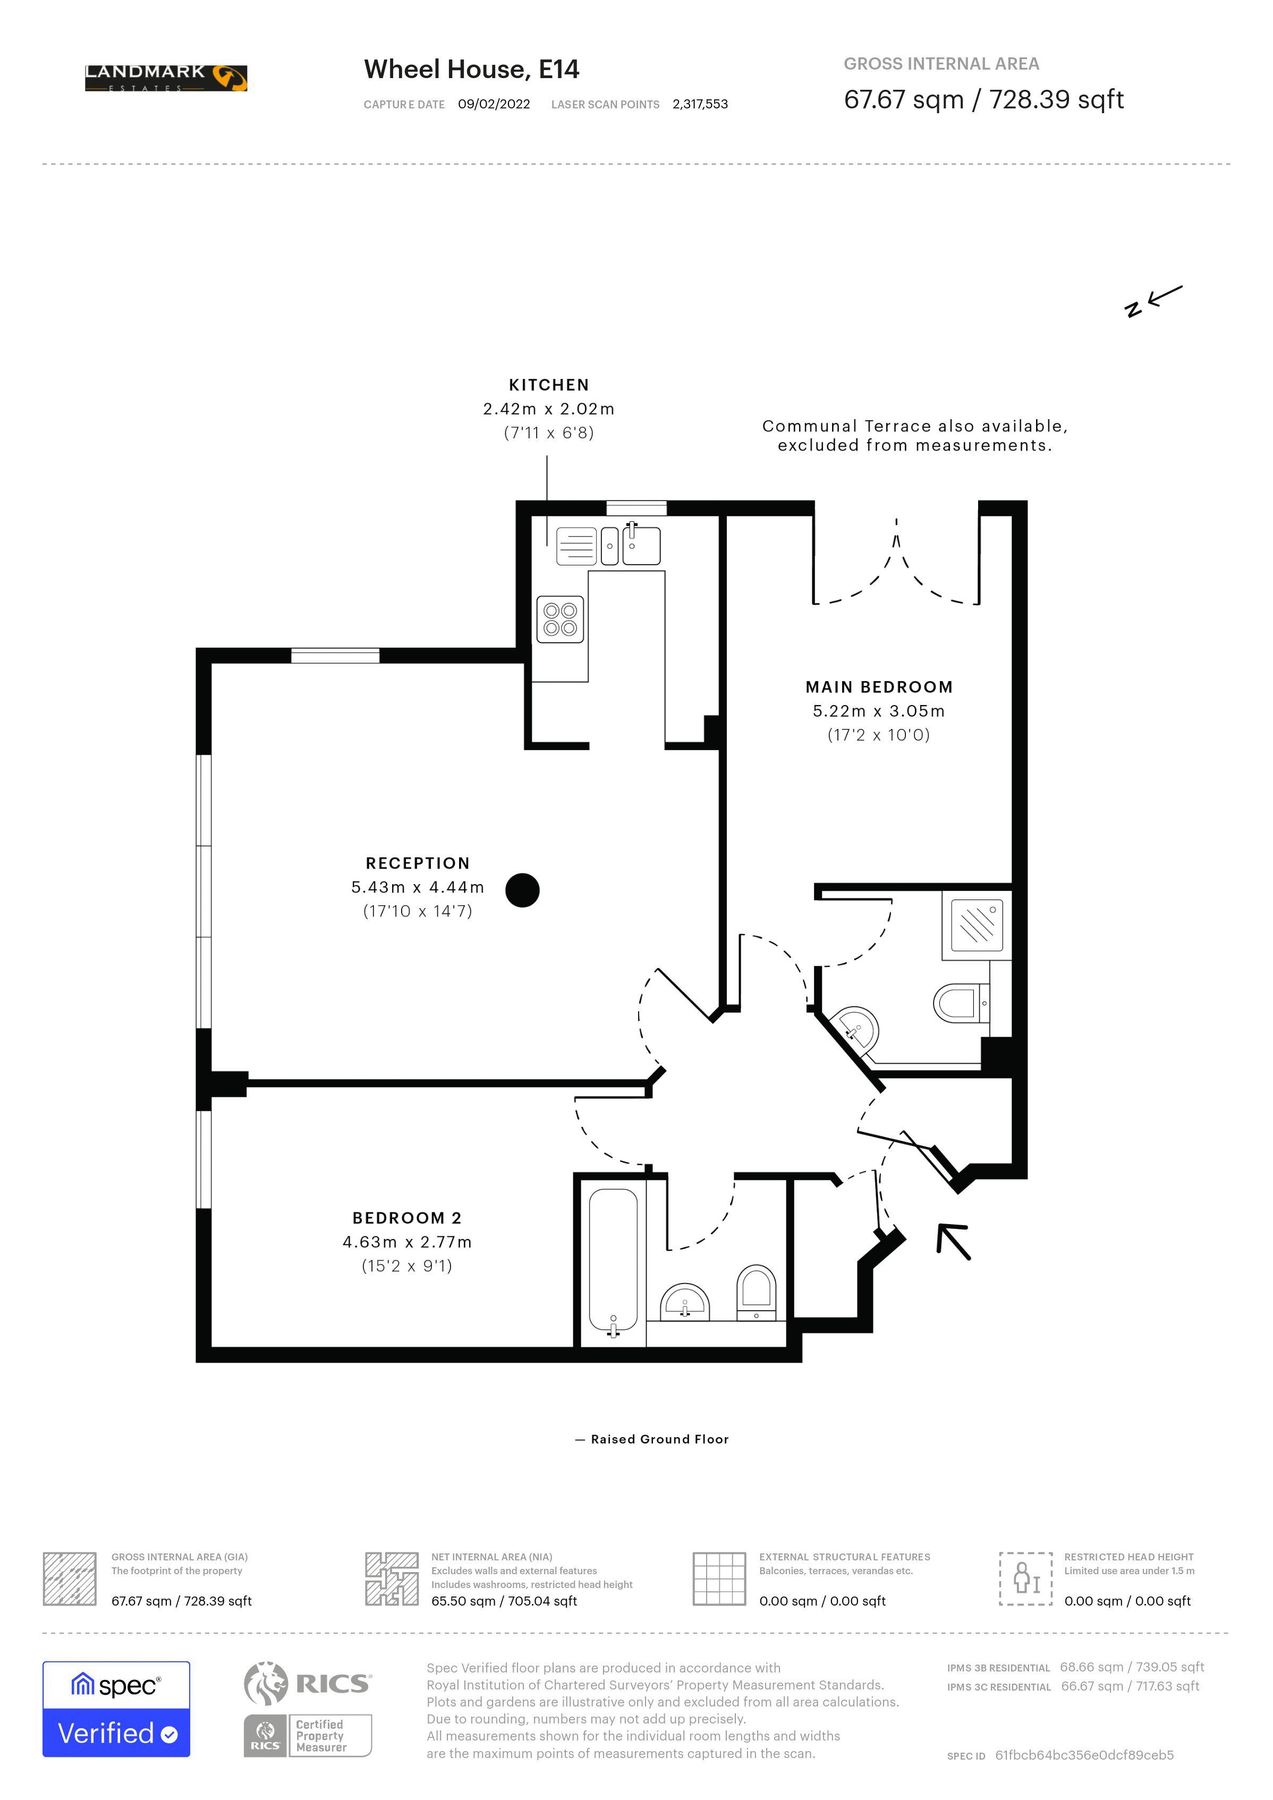 LANDMARK
ESTATES
Wheel House, E14
CAPTURE DATE 09/02/2022 LASER SCAN POINTS 2,317,553
GROSS INTERNAL AREA
67.67 sqm / 728.39 sqft
N
KITCHEN
2.42m x 2.02m
(7'11 x 6'8)
Communal Terrace also available,
excluded from measurements.
MAIN BEDROOM
5.22m x 3.05m
(17'2 x 10'0)
RECEPTION
5.43m x 4.44m
(17'10 x 14'7)
BEDROOM 2
4.63m x 2.77m
(15'2 x 9'1)
— Raised Ground Floor
GROSS INTERNAL AREA (GIA)
The footprint of the property
67.67 sqm / 728.39 sqft
NET INTERNAL AREA (NIA)
Excludes walls and external features
Includes washrooms, restricted head height
65.50 sqm / 705.04 sqft
EXTERNAL STRUCTURAL FEATURES
Balconies, terraces, verandas etc.
0.00 sqm / 0.00 sqft
RESTRICTED HEAD HEIGHT
Limited use area under 1.5 m
0.00 sqm / 0.00 sqft
spec®
Verified
RICS
RICS
Certified
Property
Measurer
Spec Verified floor plans are produced in accordance with
Royal Institution of Chartered Surveyors' Property Measurement Standards.
Plots and gardens are illustrative only and excluded from all area calculations.
Due to rounding, numbers may not add up precisely.
All measurements shown for the individual room lengths and widths
are the maximum points of measurements captured in the scan.
IPMS 3B RESIDENTIAL 68.66 sqm / 739.05 sqft
IPMS 3C RESIDENTIAL 66.67 sqm / 717.63 sqft
SPEC ID 61fbcb64bc356e0dcf89ceb5